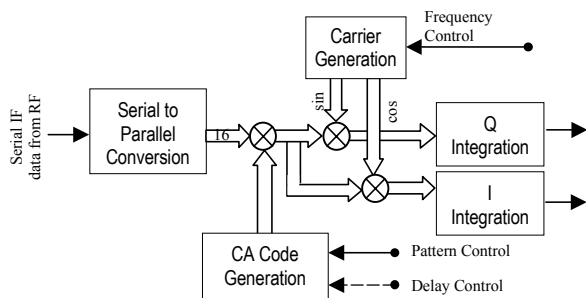 Frequency
Control
Carrier
Generation
Serial IF
data from RF
Serial to
Parallel
Conversion
16
sin
cos
Q
Integration
I
Integration
CA Code
Generation
Pattern Control
Delay Control